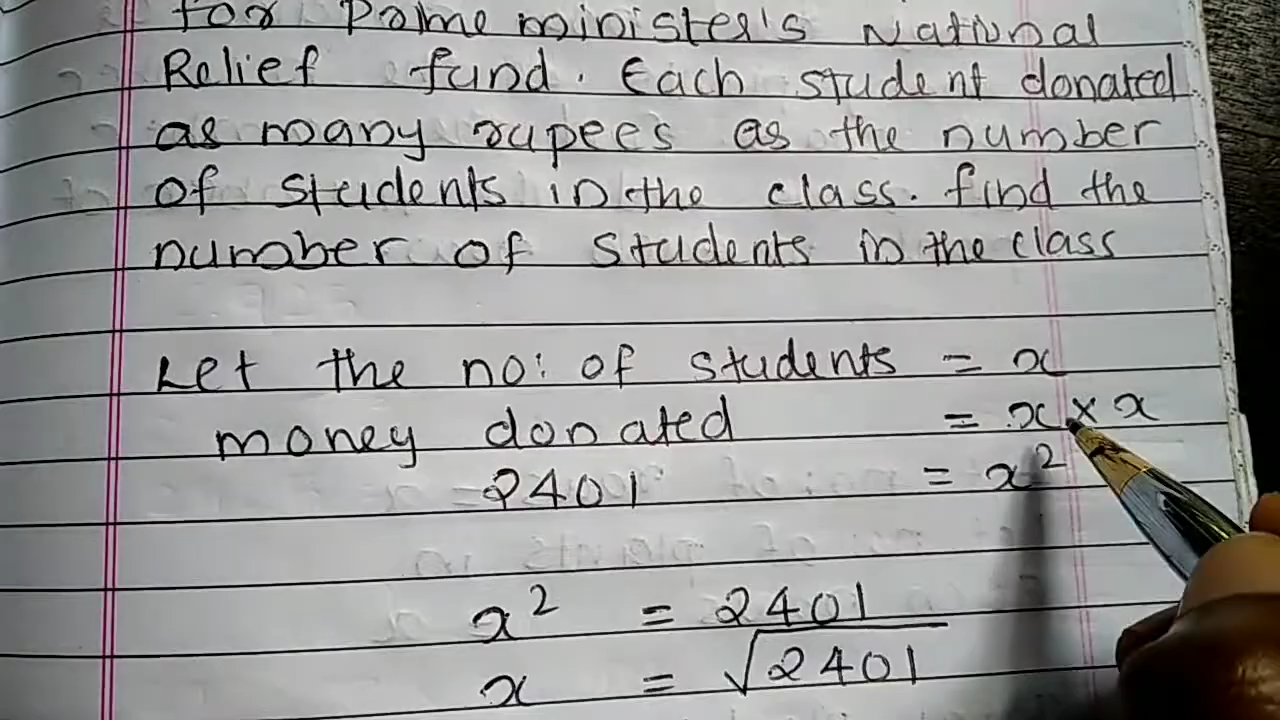 for Prime minister's National
Relief fund. Each student donated
as many rupees as the number
of students in the class. find the
number of students in the class
Let the no: of students = x
money donated = x × x
2401 = x²
x² = 2401
x = √2401